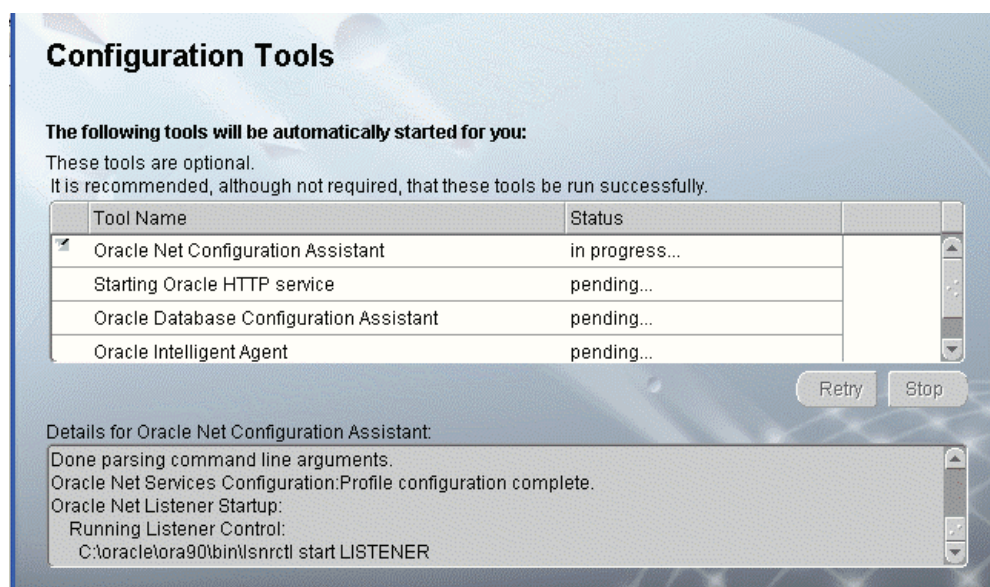 Configuration Tools
The following tools will be automatically started for you:
These tools are optional.
It is recommended, although not required, that these tools be run successfully.
Tool Name Status
Oracle Net Configuration Assistant in progress...
Starting Oracle HTTP service pending...
Oracle Database Configuration Assistant pending...
Oracle Intelligent Agent pending...
Retry Stop
Details for Oracle Net Configuration Assistant:
Done parsing command line arguments.
Oracle Net Services Configuration:Profile configuration complete.
Oracle Net Listener Startup:
Running Listener Control:
C:\oracle\ora90\bin\lsnrctl start LISTENER